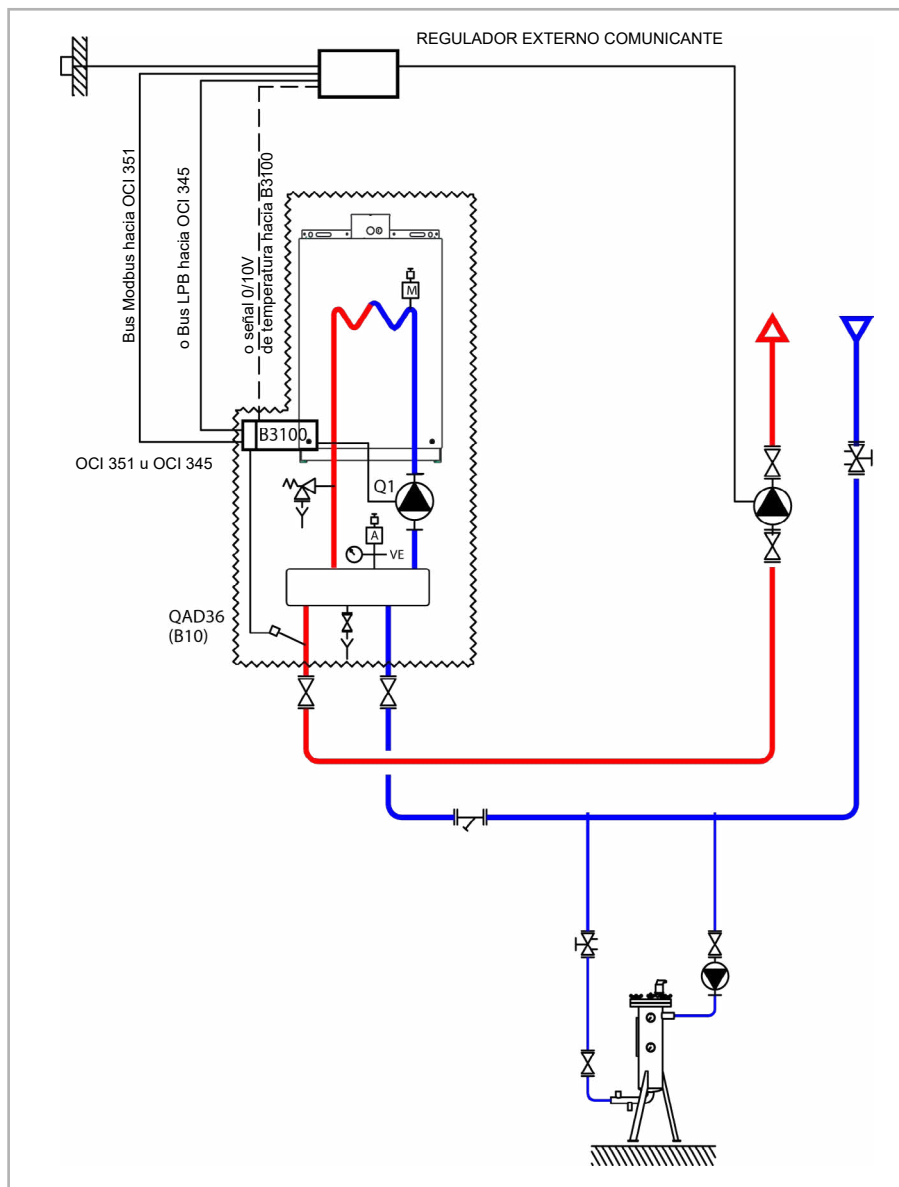 REGULADOR EXTERNO COMUNICANTE
Bus Modbus hacia OCI 351
o Bus LPB hacia OCI 345
o señal 0/10V
de temperatura hacia B3100
M
B3100
OCI 351 u OCI 345
Q1
A
VE
QAD36
(B10)